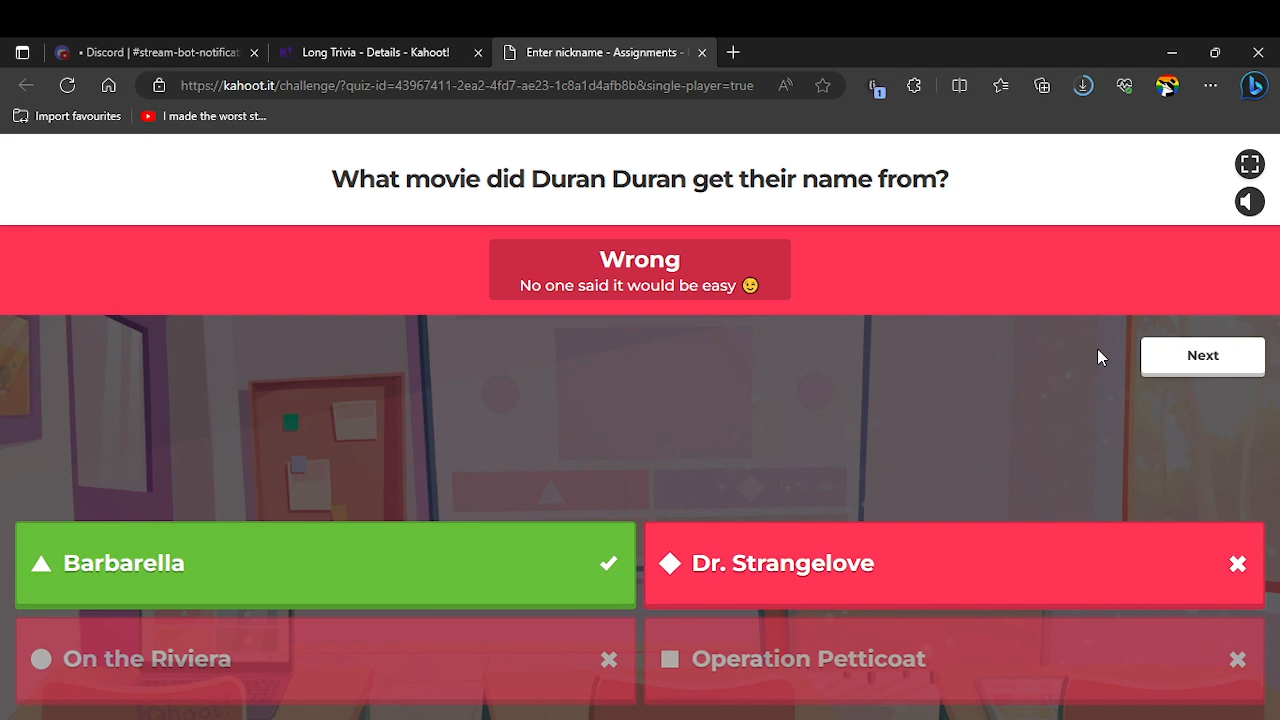 • Discord | #stream-bot-notificat
Long Trivia - Details - Kahoot!
Enter nickname - Assignments -
https://kahoot.it/challenge/?quiz-id=43967411-2ea2-4fd7-ae23-1c8a1d4afb8b&single-player=true
1
Import favourites
I made the worst st...
What movie did Duran Duran get their name from?
Wrong
No one said it would be easy 😉
Next
Barbarella
Dr. Strangelove
On the Riviera
Operation Petticoat
Kahoot!